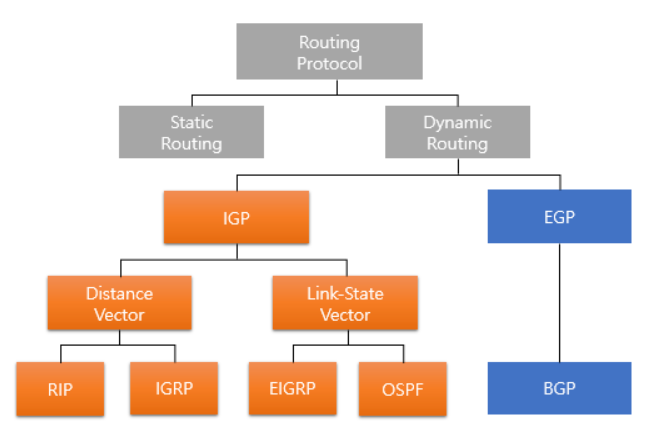 Routing
Protocol
Static
Routing
Dynamic
Routing
IGP
EGP
Distance
Vector
Link-State
Vector
RIP
IGRP
EIGRP
OSPF
BGP